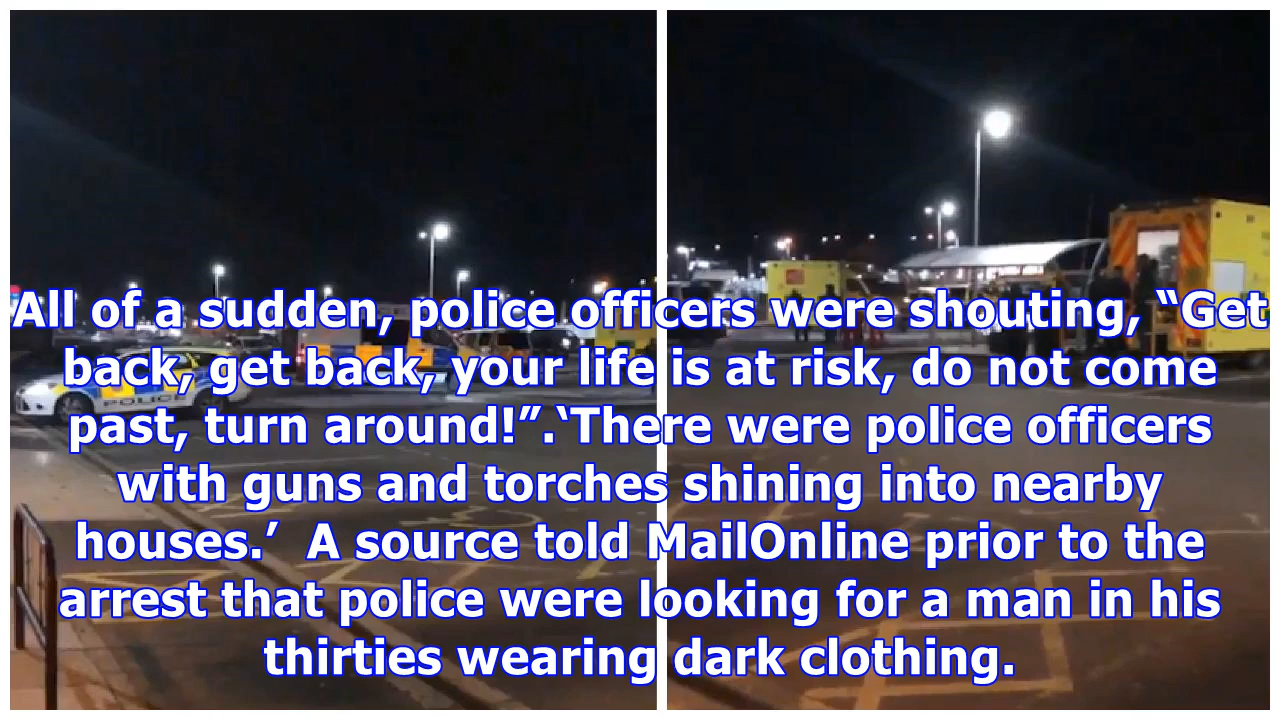 All of a sudden, police officers were shouting, “Get
back, get back, your life is at risk, do not come
past, turn around!”.‘There were police officers
with guns and torches shining into nearby
houses.’  A source told MailOnline prior to the
arrest that police were looking for a man in his
thirties wearing dark clothing.
POLICE